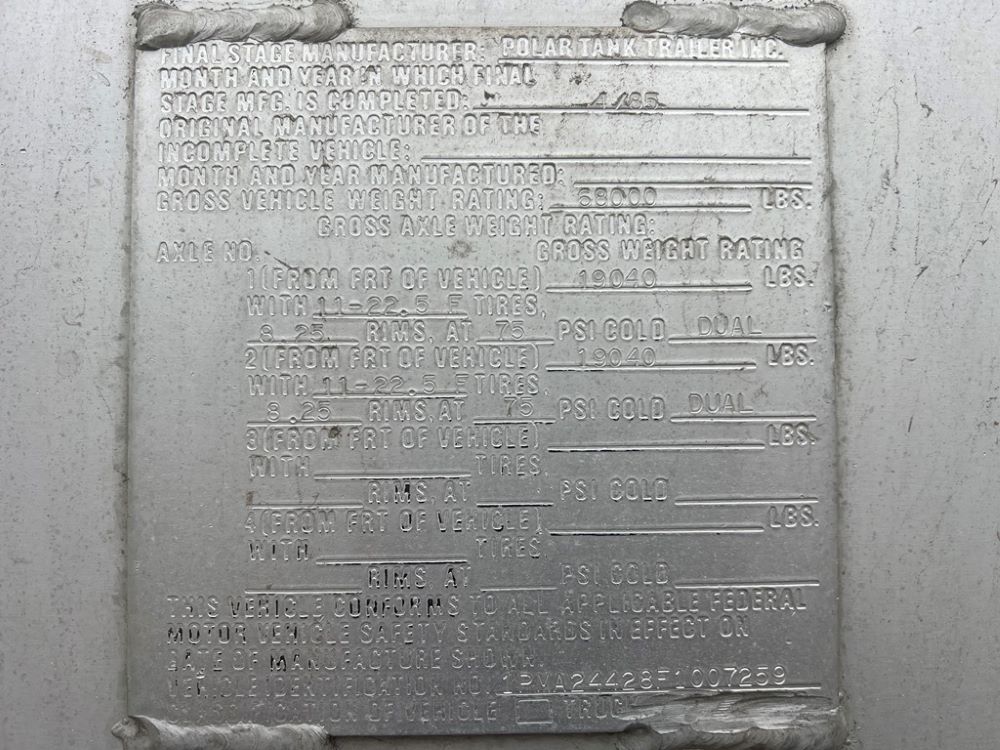 FINAL STAGE MANUFACTURER: POLAR TANK TRAILER INC.
MONTH AND YEAR IN WHICH FINAL
STAGE MFG. IS COMPLETED: 4/85
ORIGINAL MANUFACTURER OF THE
INCOMPLETE VEHICLE:
MONTH AND YEAR MANUFACTURED:
GROSS VEHICLE WEIGHT RATING: 68000 LBS.
GROSS AXLE WEIGHT RATING:
AXLE NO. GROSS WEIGHT RATING
1 (FROM FRT OF VEHICLE) 19040 LBS.
WITH 11-22.5 F TIRES,
8.25 RIMS, AT 75 PSI COLD DUAL
2 (FROM FRT OF VEHICLE) 19040 LBS.
WITH 11-22.5 F TIRES,
8.25 RIMS, AT 75 PSI COLD DUAL
3 (FROM FRT OF VEHICLE) LBS.
WITH TIRES,
RIMS, AT PSI COLD
4 (FROM FRT OF VEHICLE) LBS.
WITH TIRES,
RIMS, AT PSI COLD
THIS VEHICLE CONFORMS TO ALL APPLICABLE FEDERAL
MOTOR VEHICLE SAFETY STANDARDS IN EFFECT ON
DATE OF MANUFACTURE SHOWN.
VEHICLE IDENTIFICATION NO. 1PMA24428F1007259
OF VEHICLE